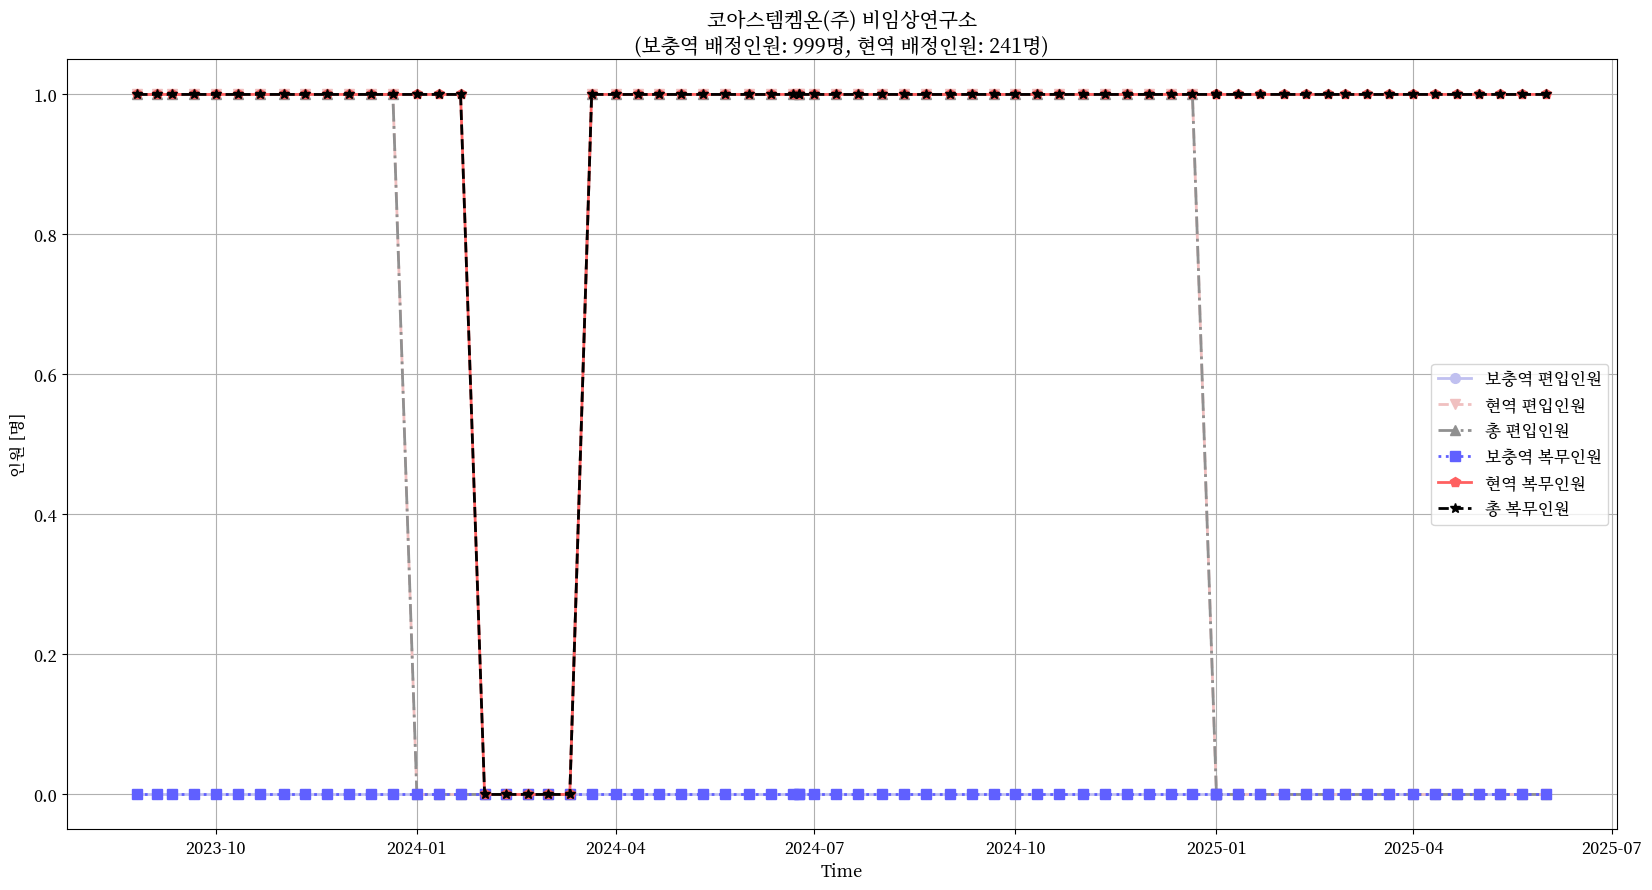 코아스템켐온(주) 비임상연구소
(보충역 배정인원: 999명, 현역 배정인원: 241명)
1.0
0.8
0.6
0.4
0.2
0.0
인원 [명]
보충역 편입인원
현역 편입인원
총 편입인원
보충역 복무인원
현역 복무인원
총 복무인원
2023-10
2024-01
2024-04
2024-07
2024-10
2025-01
2025-04
2025-07
Time